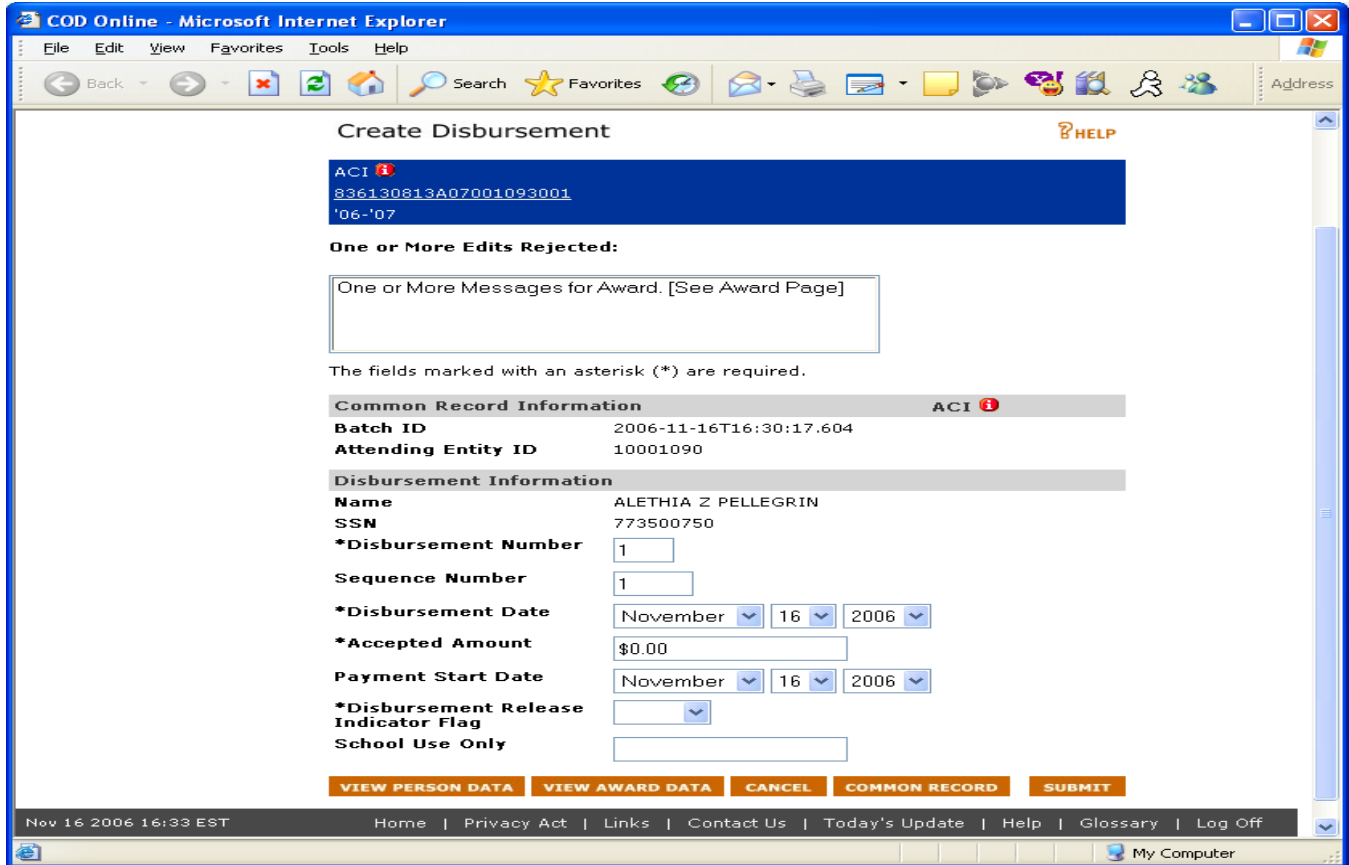 COD Online - Microsoft Internet Explorer
File Edit View Favorites Tools Help
Back Search Favorites Address
Create Disbursement
HELP
ACI
836130813A07001093001
'06-'07
One or More Edits Rejected:
One or More Messages for Award. [See Award Page]
The fields marked with an asterisk (*) are required.
Common Record Information ACI
Batch ID 2006-11-16T16:30:17.604
Attending Entity ID 10001090
Disbursement Information
Name ALETHIA Z PELLEGRIN
SSN 773500750
*Disbursement Number 1
Sequence Number 1
*Disbursement Date November 16 2006
*Accepted Amount $0.00
Payment Start Date November 16 2006
*Disbursement Release
Indicator Flag
School Use Only
VIEW PERSON DATA VIEW AWARD DATA CANCEL COMMON RECORD SUBMIT
Nov 16 2006 16:33 EST Home | Privacy Act | Links | Contact Us | Today's Update | Help | Glossary | Log Off
My Computer